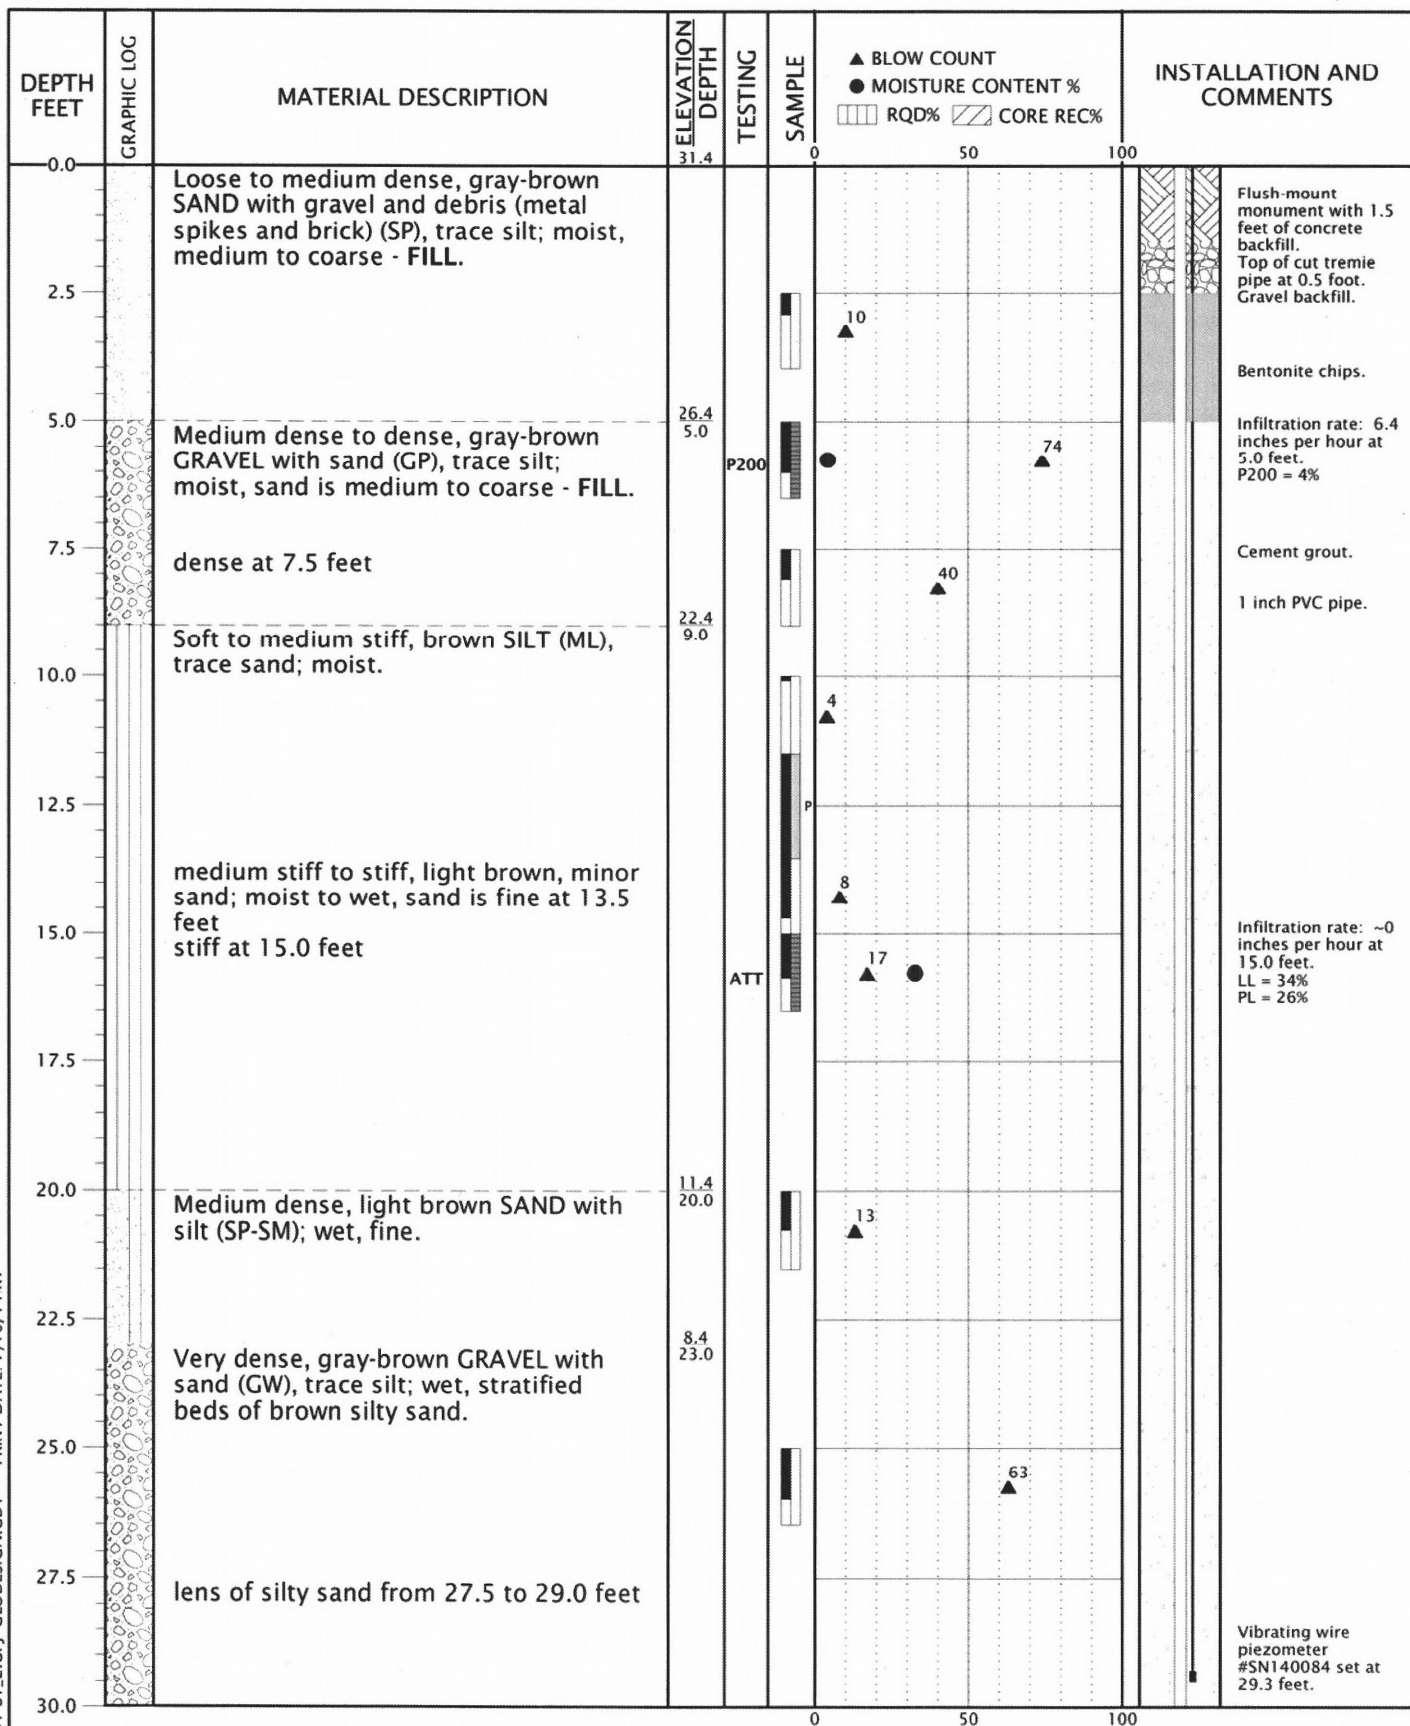 DEPTH
FEET
GRAPHIC LOG
MATERIAL DESCRIPTION
ELEVATION
DEPTH
TESTING
SAMPLE
▲ BLOW COUNT
● MOISTURE CONTENT %
RQD% CORE REC%
INSTALLATION AND
COMMENTS
0.0
31.4
0 50 100
Loose to medium dense, gray-brown
SAND with gravel and debris (metal
spikes and brick) (SP), trace silt; moist,
medium to coarse - FILL.
Flush-mount
monument with 1.5
feet of concrete
backfill.
Top of cut tremie
pipe at 0.5 foot.
Gravel backfill.
2.5
10
Bentonite chips.
5.0
26.4
5.0
Medium dense to dense, gray-brown
GRAVEL with sand (GP), trace silt;
moist, sand is medium to coarse - FILL.
P200
74
Infiltration rate: 6.4
inches per hour at
5.0 feet.
P200 = 4%
7.5
dense at 7.5 feet
40
Cement grout.
1 inch PVC pipe.
22.4
9.0
Soft to medium stiff, brown SILT (ML),
trace sand; moist.
10.0
4
12.5
P
medium stiff to stiff, light brown, minor
sand; moist to wet, sand is fine at 13.5
feet
8
15.0
stiff at 15.0 feet
ATT
17
Infiltration rate: ~0
inches per hour at
15.0 feet.
LL = 34%
PL = 26%
17.5
20.0
11.4
20.0
Medium dense, light brown SAND with
silt (SP-SM); wet, fine.
13
22.5
8.4
23.0
Very dense, gray-brown GRAVEL with
sand (GW), trace silt; wet, stratified
beds of brown silty sand.
25.0
63
27.5
lens of silty sand from 27.5 to 29.0 feet
Vibrating wire
piezometer
#SN140084 set at
29.3 feet.
30.0
0 50 100